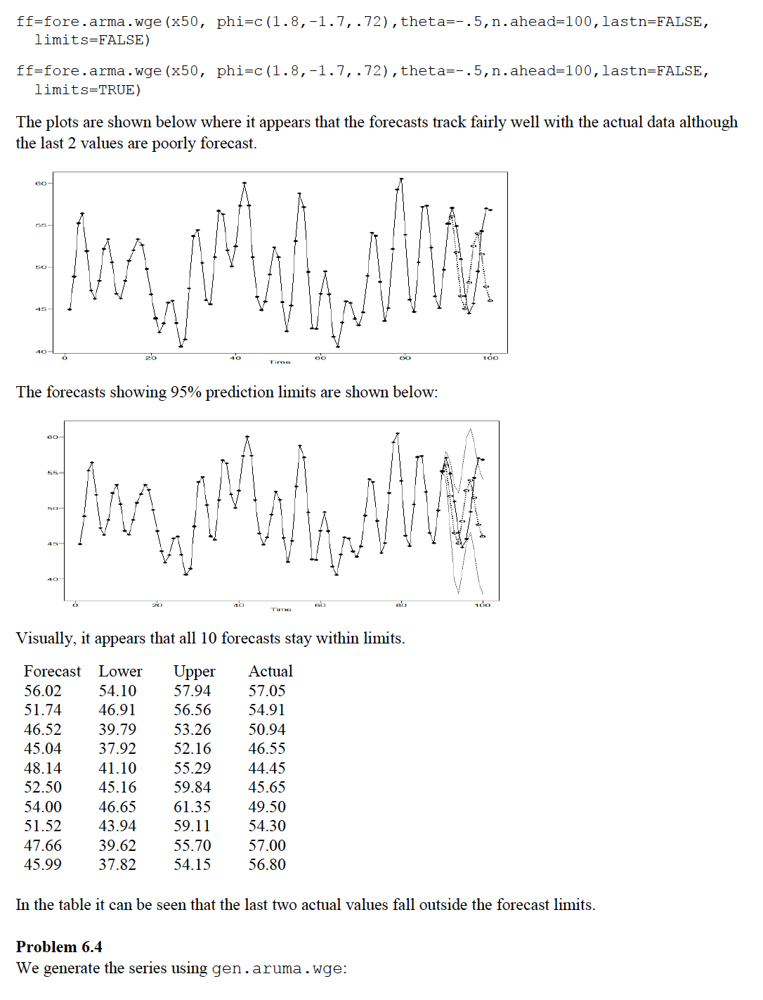 ff=fore.arma.wge(x50, phi=c(1.8,-1.7,.72),theta=-.5,n.ahead=100,lastn=FALSE,
limits=FALSE)
ff=fore.arma.wge(x50, phi=c(1.8,-1.7,.72),theta=-.5,n.ahead=100,lastn=FALSE,
limits=TRUE)
The plots are shown below where it appears that the forecasts track fairly well with the actual data although
the last 2 values are poorly forecast.
60
55
50
45
40
0 20 40 60 80 100
Time
The forecasts showing 95% prediction limits are shown below:
60
55
50
45
40
0 20 40 60 80 100
Time
Visually, it appears that all 10 forecasts stay within limits.
Forecast Lower Upper Actual
56.02 54.10 57.94 57.05
51.74 46.91 56.56 54.91
46.52 39.79 53.26 50.94
45.04 37.92 52.16 46.55
48.14 41.10 55.29 44.45
52.50 45.16 59.84 45.65
54.00 46.65 61.35 49.50
51.52 43.94 59.11 54.30
47.66 39.62 55.70 57.00
45.99 37.82 54.15 56.80
In the table it can be seen that the last two actual values fall outside the forecast limits.
Problem 6.4
We generate the series using gen.aruma.wge: